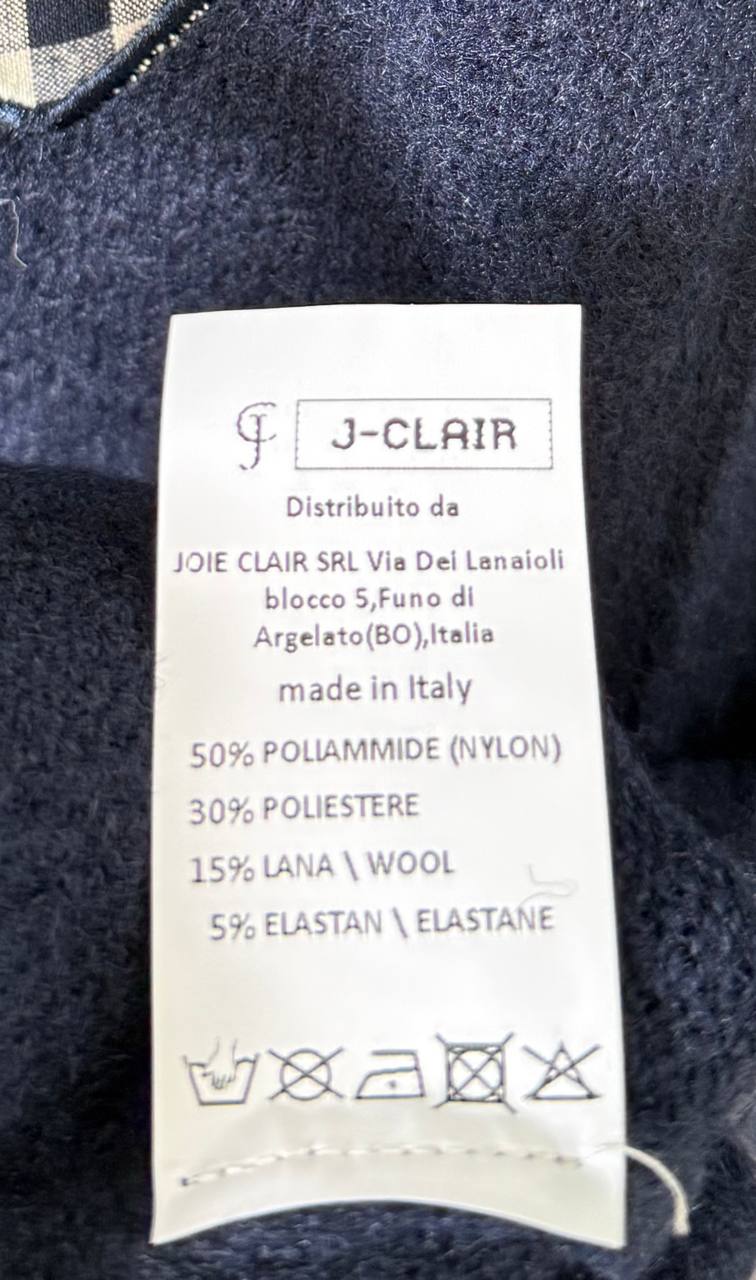 J-CLAIR
Distribuito da
JOIE CLAIR SRL Via Dei Lanaioli
blocco 5,Funo di
Argelato(BO),Italia
made in Italy
50% POLIAMMIDE (NYLON)
30% POLIESTERE
15% LANA \ WOOL
5% ELASTAN \ ELASTANE